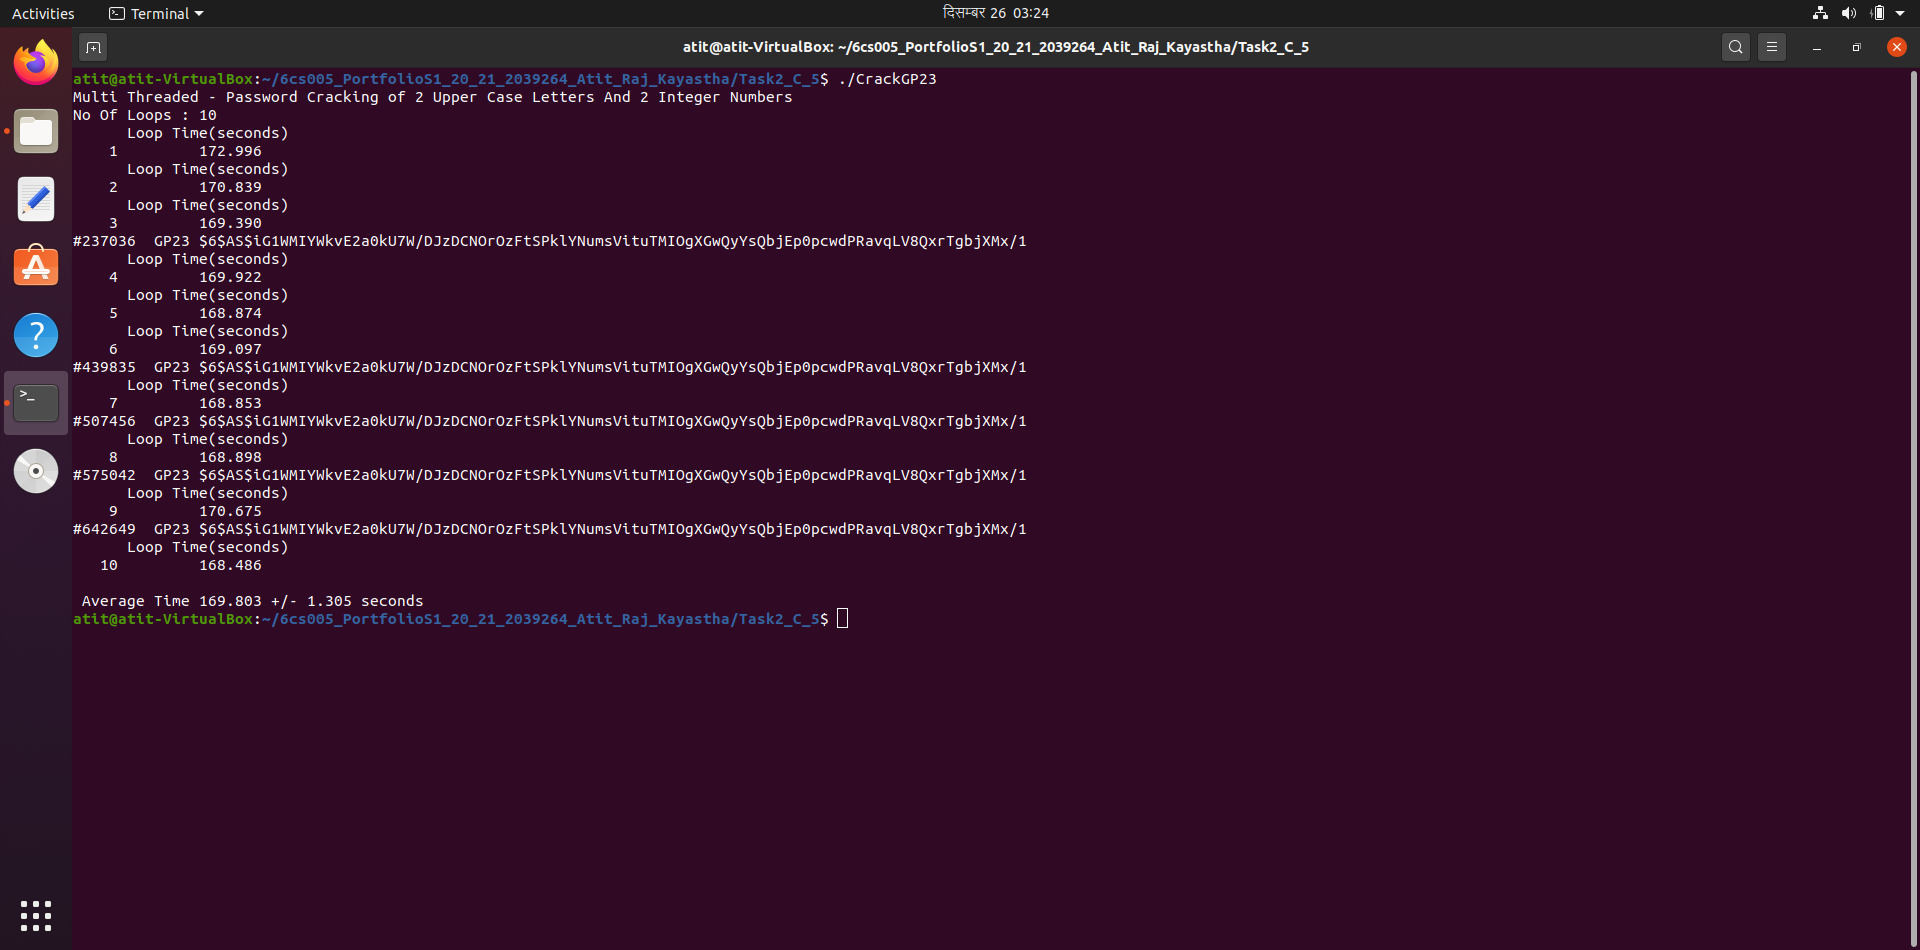 Activities
Terminal
दिसम्बर 26 03:24
atit@atit-VirtualBox: ~/6cs005_PortfolioS1_20_21_2039264_Atit_Raj_Kayastha/Task2_C_5
atit@atit-VirtualBox:~/6cs005_PortfolioS1_20_21_2039264_Atit_Raj_Kayastha/Task2_C_5$ ./CrackGP23
Multi Threaded - Password Cracking of 2 Upper Case Letters And 2 Integer Numbers
No Of Loops : 10
Loop Time(seconds)
1 172.996
Loop Time(seconds)
2 170.839
Loop Time(seconds)
3 169.390
#237036 GP23 $6$AS$iG1WMIYWkvE2a0kU7W/DJzDCNOrOzFtSPklYNumsVituTMIOgXGwQyYsQbjEp0pcwdPRavqLV8QxrTgbjXMx/1
Loop Time(seconds)
4 169.922
Loop Time(seconds)
5 168.874
Loop Time(seconds)
6 169.097
#439835 GP23 $6$AS$iG1WMIYWkvE2a0kU7W/DJzDCNOrOzFtSPklYNumsVituTMIOgXGwQyYsQbjEp0pcwdPRavqLV8QxrTgbjXMx/1
Loop Time(seconds)
7 168.853
#507456 GP23 $6$AS$iG1WMIYWkvE2a0kU7W/DJzDCNOrOzFtSPklYNumsVituTMIOgXGwQyYsQbjEp0pcwdPRavqLV8QxrTgbjXMx/1
Loop Time(seconds)
8 168.898
#575042 GP23 $6$AS$iG1WMIYWkvE2a0kU7W/DJzDCNOrOzFtSPklYNumsVituTMIOgXGwQyYsQbjEp0pcwdPRavqLV8QxrTgbjXMx/1
Loop Time(seconds)
9 170.675
#642649 GP23 $6$AS$iG1WMIYWkvE2a0kU7W/DJzDCNOrOzFtSPklYNumsVituTMIOgXGwQyYsQbjEp0pcwdPRavqLV8QxrTgbjXMx/1
Loop Time(seconds)
10 168.486
Average Time 169.803 +/- 1.305 seconds
atit@atit-VirtualBox:~/6cs005_PortfolioS1_20_21_2039264_Atit_Raj_Kayastha/Task2_C_5$